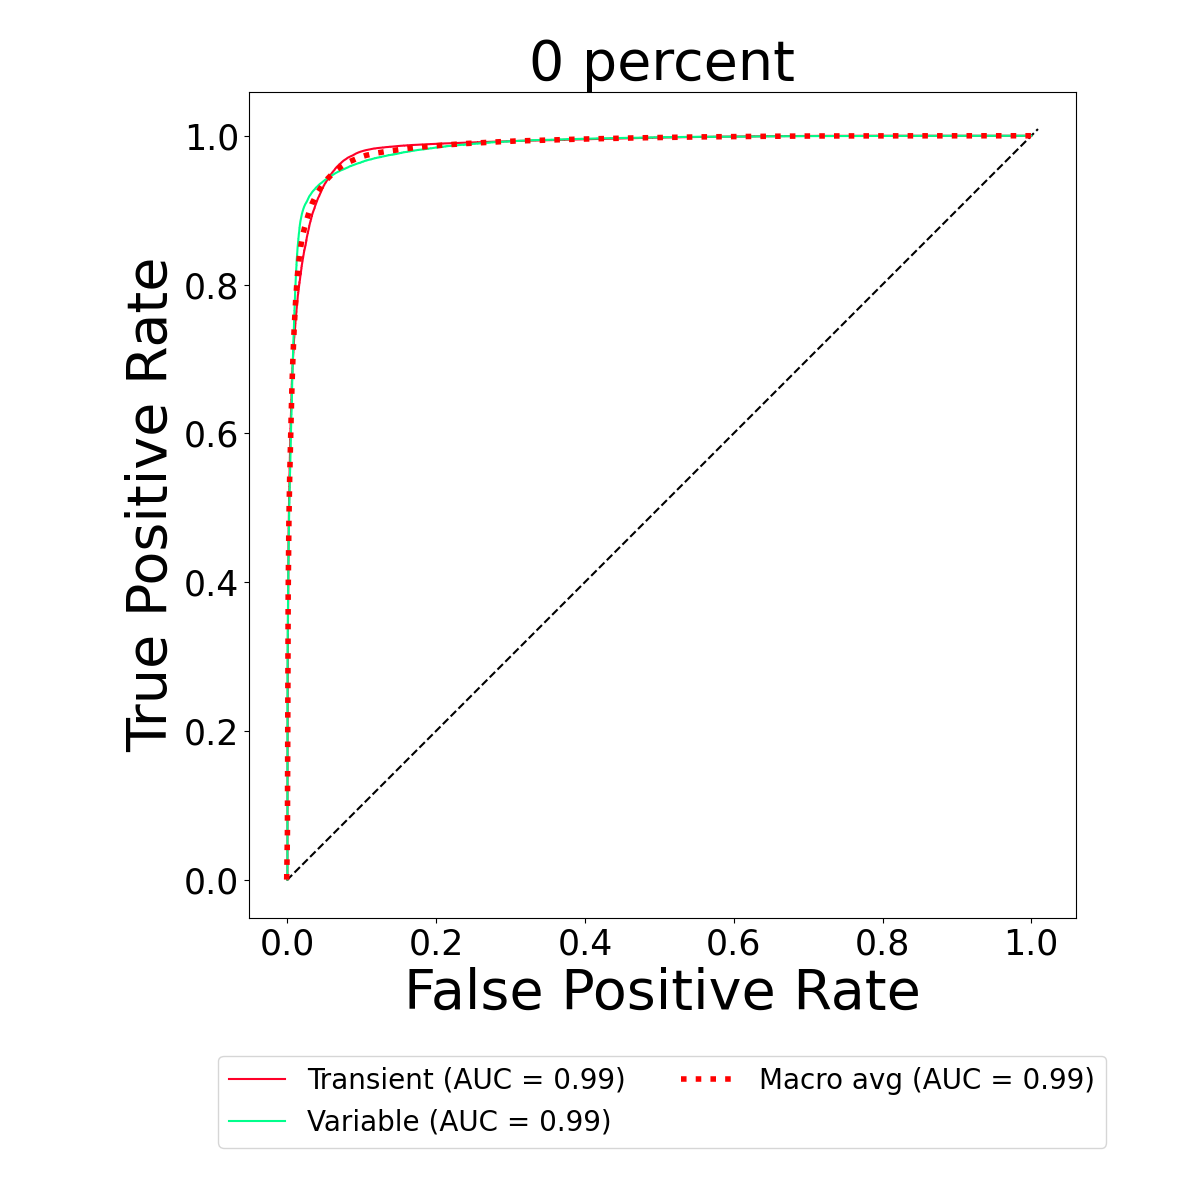 0 percent
True Positive Rate
1.0
0.8
0.6
0.4
0.2
0.0
0.0 0.2 0.4 0.6 0.8 1.0
False Positive Rate
Transient (AUC = 0.99)
Variable (AUC = 0.99)
Macro avg (AUC = 0.99)